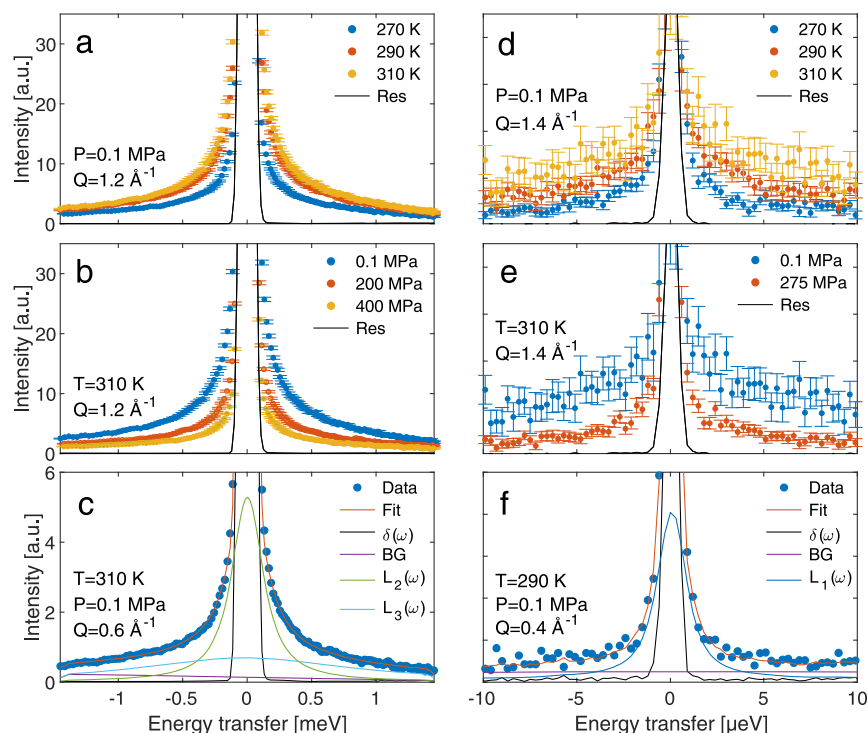 a
270 K
290 K
310 K
Res
P=0.1 MPa
Q=1.2 Å⁻¹
Intensity [a.u.]
30
20
10
0
d
270 K
290 K
310 K
Res
P=0.1 MPa
Q=1.4 Å⁻¹
b
0.1 MPa
200 MPa
400 MPa
Res
T=310 K
Q=1.2 Å⁻¹
Intensity [a.u.]
30
20
10
0
e
0.1 MPa
275 MPa
Res
T=310 K
Q=1.4 Å⁻¹
c
Data
Fit
δ(ω)
BG
L₂(ω)
L₃(ω)
T=310 K
P=0.1 MPa
Q=0.6 Å⁻¹
Intensity [a.u.]
6
4
2
0
-1 -0.5 0 0.5 1
Energy transfer [meV]
f
Data
Fit
δ(ω)
BG
L₁(ω)
T=290 K
P=0.1 MPa
Q=0.4 Å⁻¹
-10 -5 0 5 10
Energy transfer [µeV]